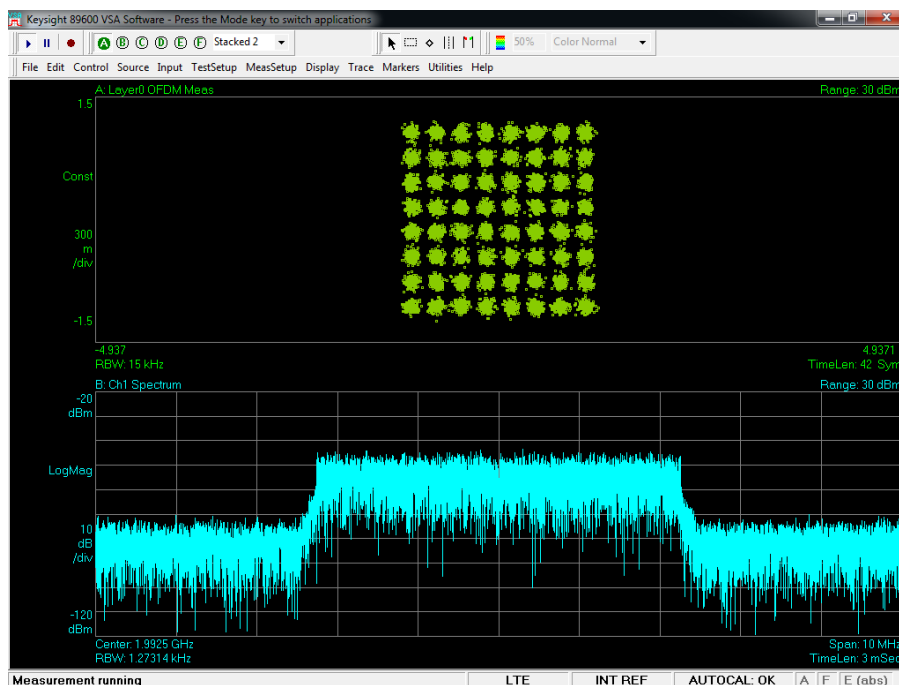 Keysight 89600 VSA Software - Press the Mode key to switch applications
A B C D E F Stacked 2 50% Color Normal
File Edit Control Source Input TestSetup MeasSetup Display Trace Markers Utilities Help
A: Layer0 OFDM Meas Range: 30 dBm
1.5
Const
300
m
/div
-1.5
-4.937 4.9371
RBW: 15 kHz TimeLen: 42 Sym
B: Ch1 Spectrum Range: 30 dBm
-20
dBm
LogMag
10
dB
/div
-120
dBm
Center: 1.9925 GHz Span: 10 MHz
RBW: 1.27314 kHz TimeLen: 3 mSec
Measurement running LTE INT REF AUTOCAL: OK A F E (abs)